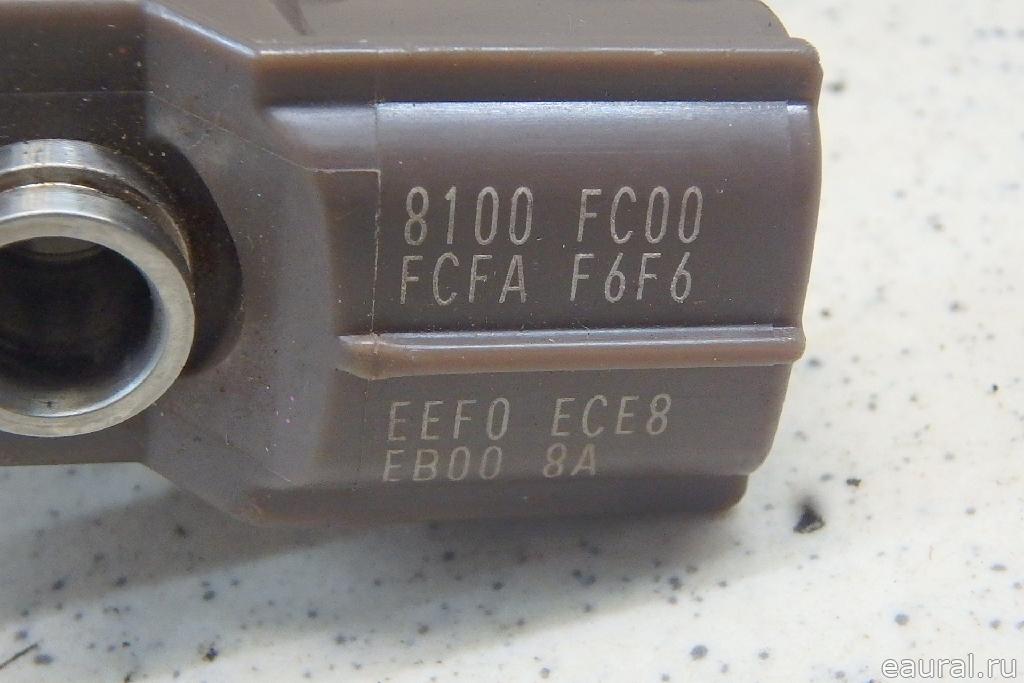 8100 FC00
FCFA F6F6
EEF0 ECE8
EB00 8A
eaural.ru